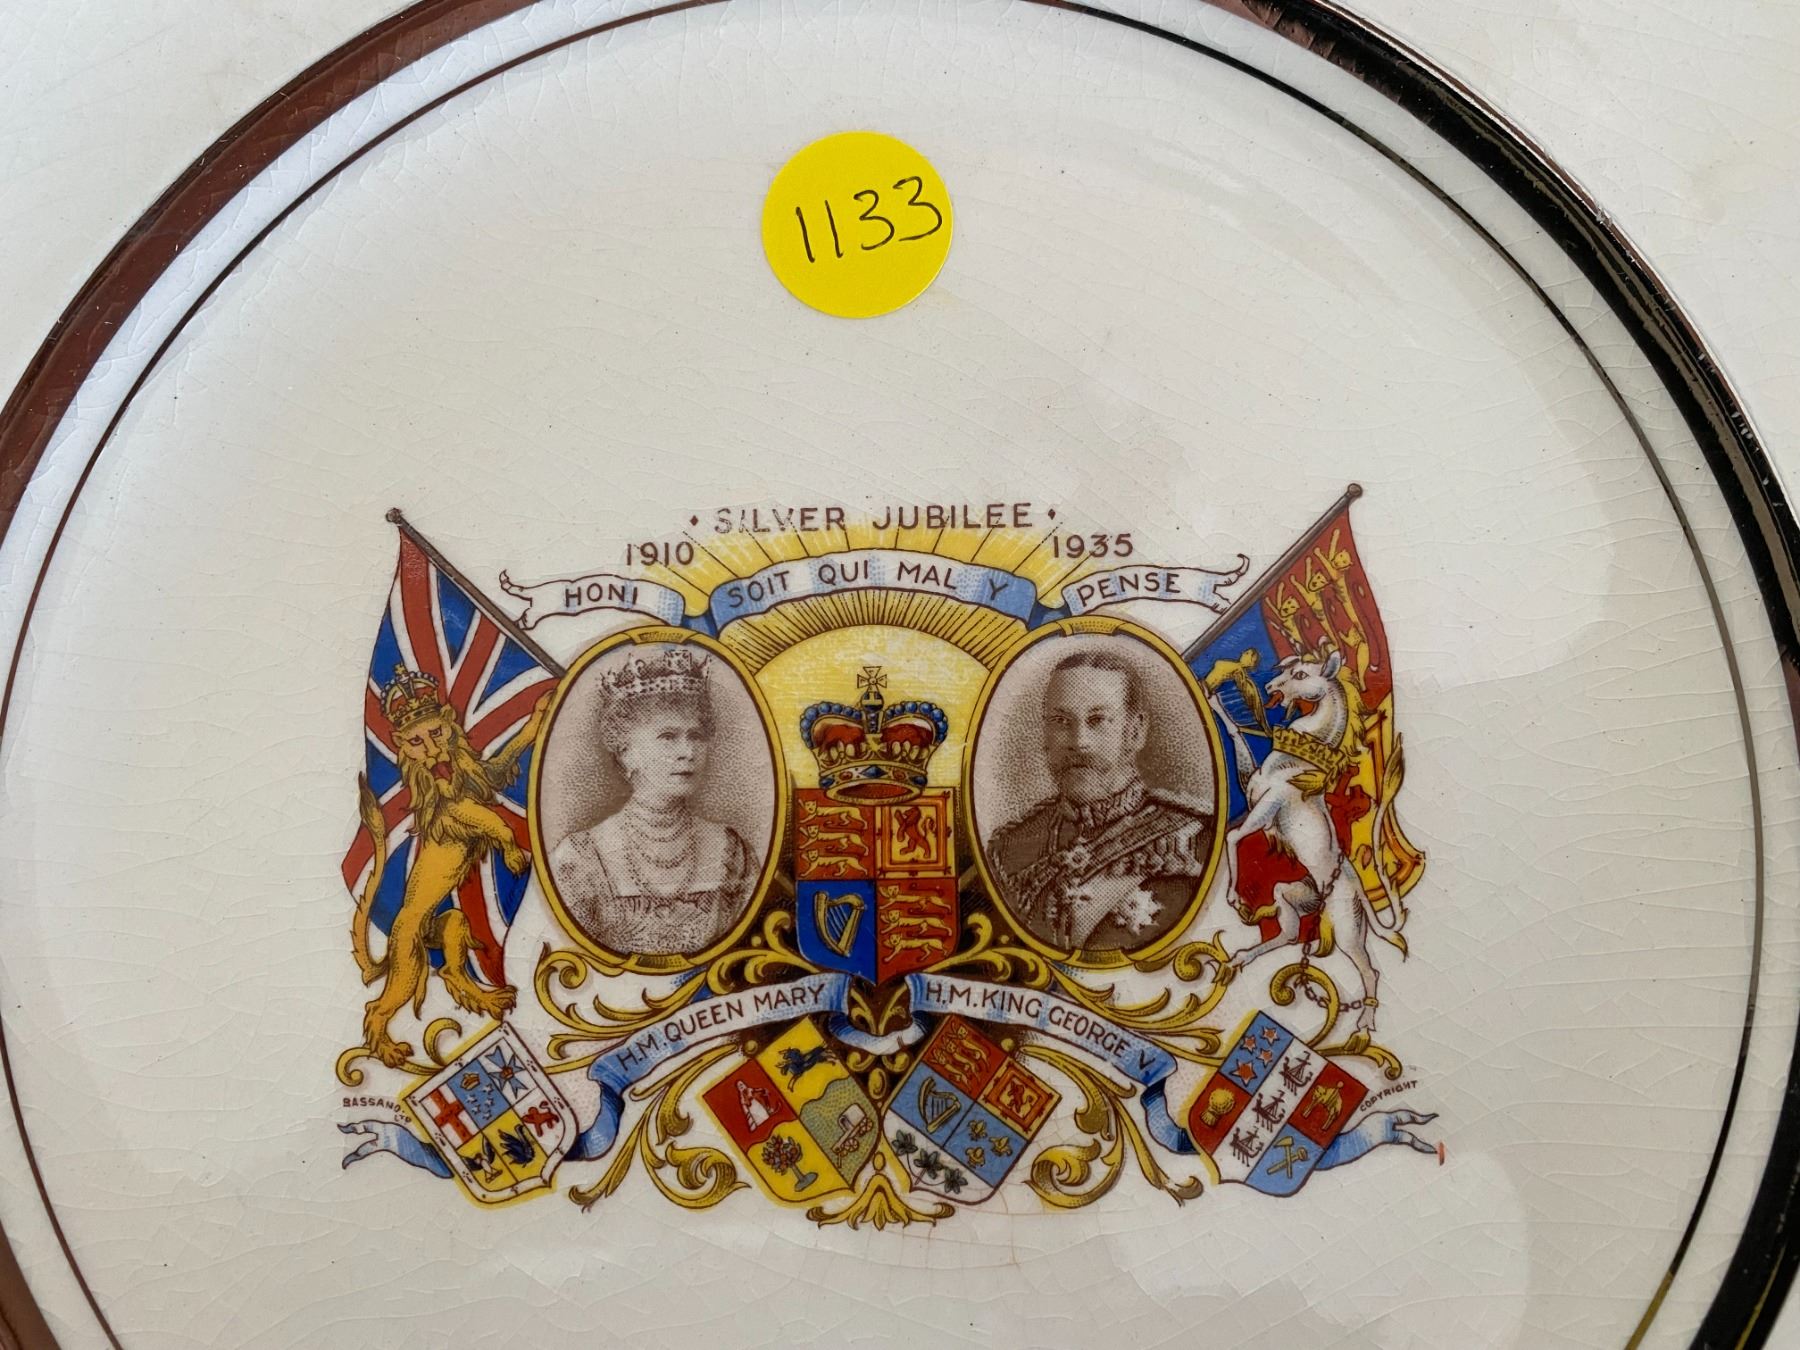 1133
SILVER JUBILEE
1910 1935
HONI SOIT QUI MAL Y PENSE
H.M. QUEEN MARY H.M. KING GEORGE V.
BASSANO. LTD
COPYRIGHT